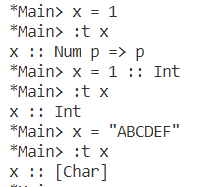 *Main> x = 1
*Main> :t x
x :: Num p => p
*Main> x = 1 :: Int
*Main> :t x
x :: Int
*Main> x = "ABCDEF"
*Main> :t x
x :: [Char]